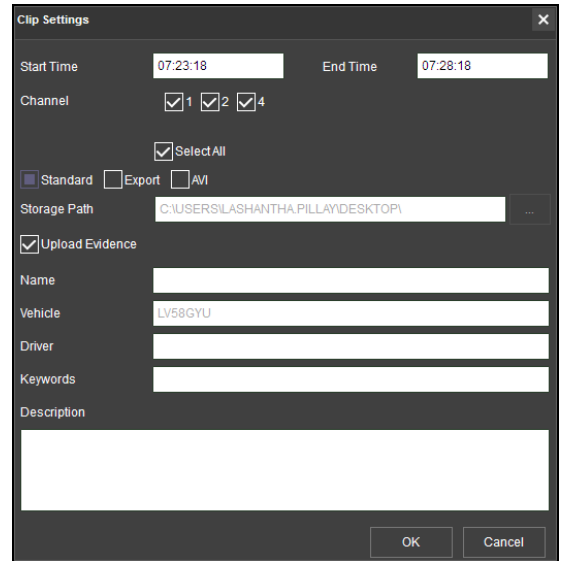 Clip Settings
Start Time 07:23:18 End Time 07:28:18
Channel 1 2 4
Select All
Standard Export AVI
Storage Path C:\USERS\LASHANTHA.PILLAY\DESKTOP\ ...
Upload Evidence
Name
Vehicle LV58GYU
Driver
Keywords
Description
OK Cancel